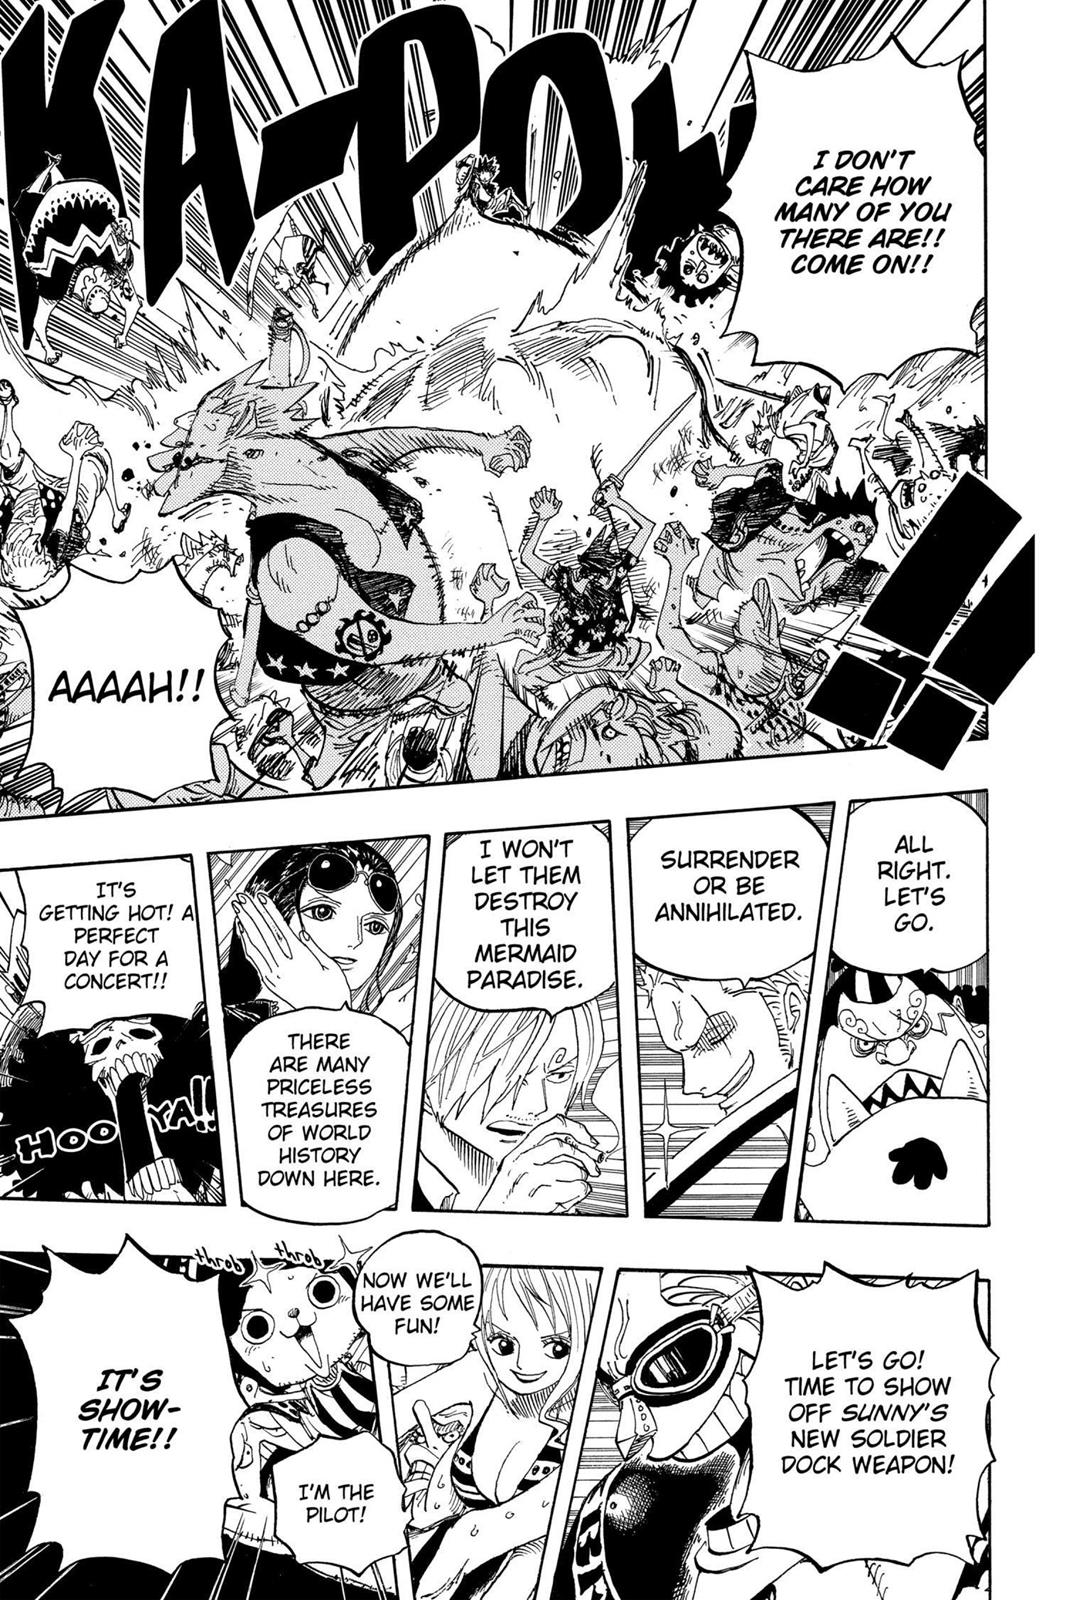 KA-POW
I DON'T
CARE HOW
MANY OF YOU
THERE ARE!!
COME ON!!
!!
AAAAH!!
ALL
RIGHT.
LET'S
GO.
SURRENDER
OR BE
ANNIHILATED.
I WON'T
LET THEM
DESTROY
THIS
MERMAID
PARADISE.
THERE
ARE MANY
PRICELESS
TREASURES
OF WORLD
HISTORY
DOWN HERE.
IT'S
GETTING HOT! A
PERFECT
DAY FOR A
CONCERT!!
HOO YA!!
LET'S GO!
TIME TO SHOW
OFF SUNNY'S
NEW SOLDIER
DOCK WEAPON!
NOW WE'LL
HAVE SOME
FUN!
throb
throb
I'M THE
PILOT!
IT'S
SHOW-
TIME!!